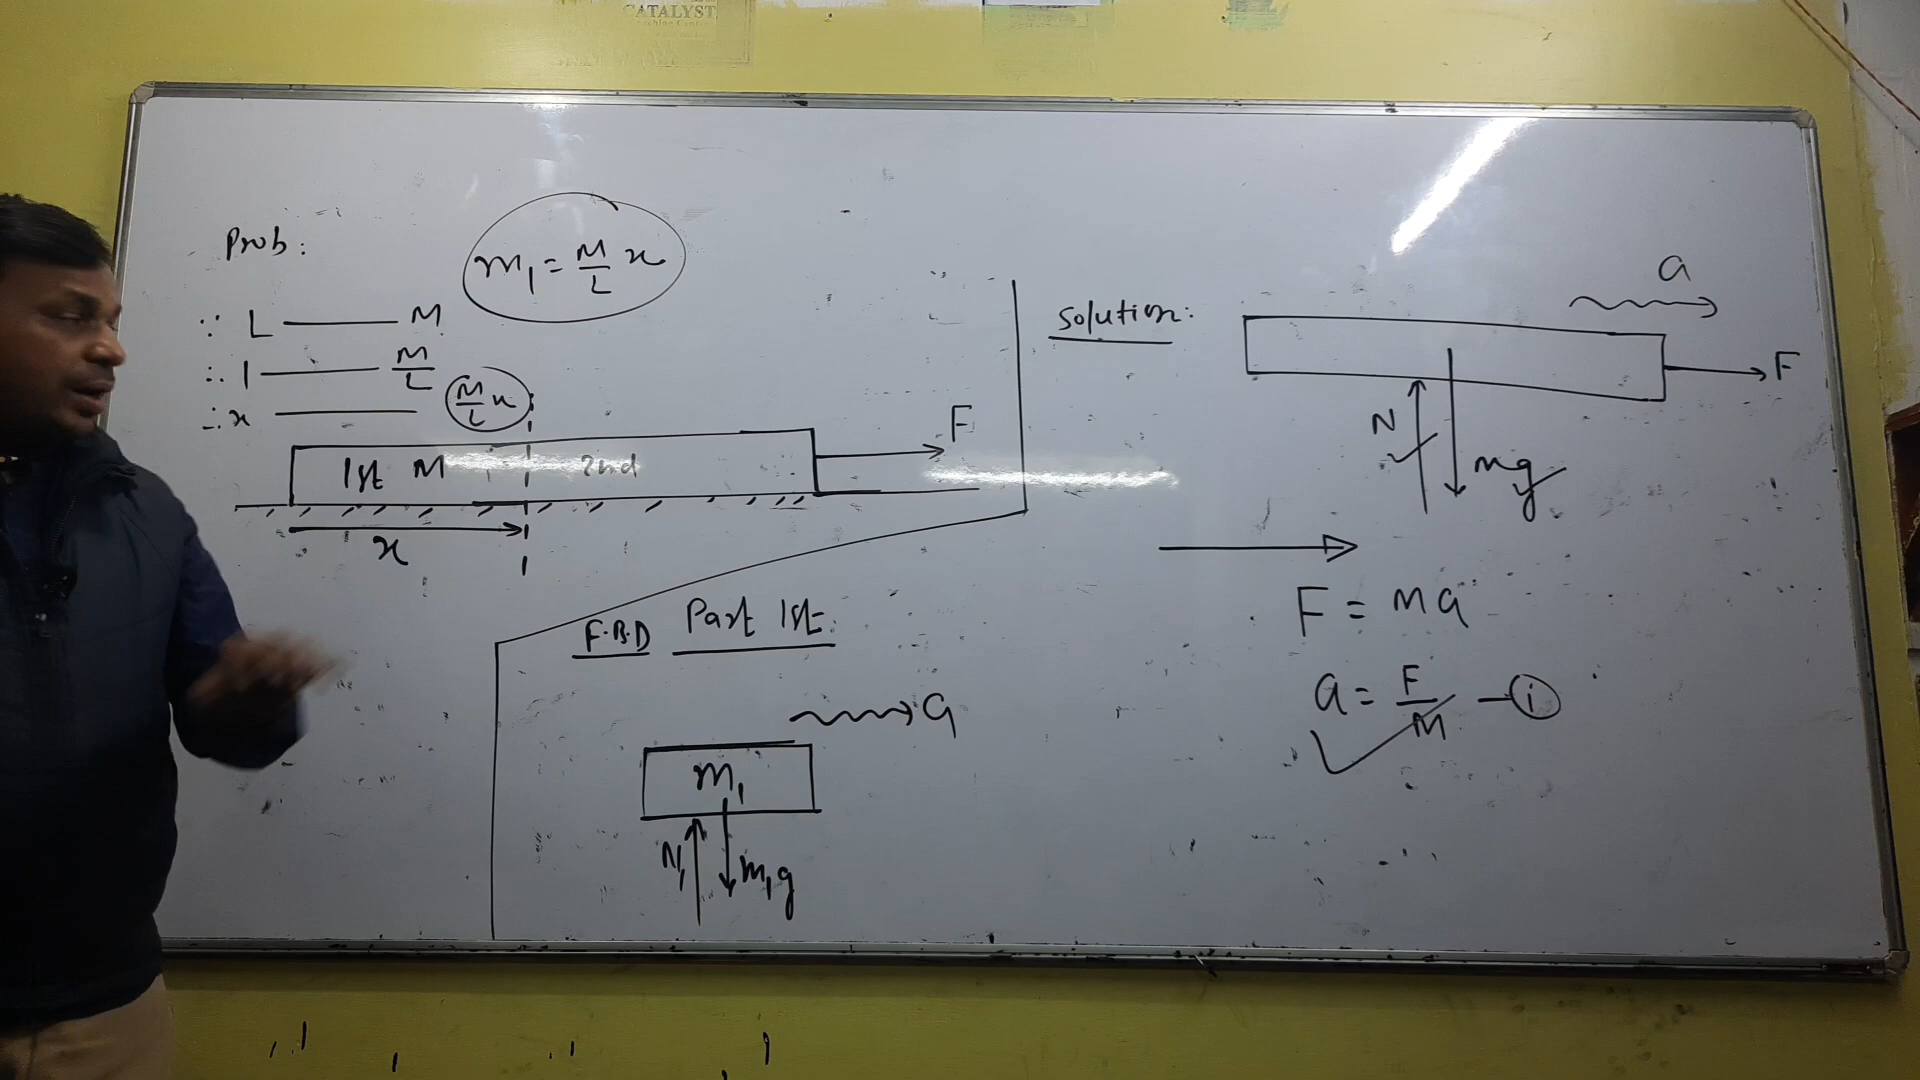 CATALYST
Prob:
m₁ = M/L x
∵ L —— M
∴ 1 —— M/L
∴ x —— M/L x
1st M 2nd
F
x
F.B.D Part 1st:
a
m₁
N₁ m₁g
Solution:
a
F
N
Mg
F = Ma
a = F/M —(i)